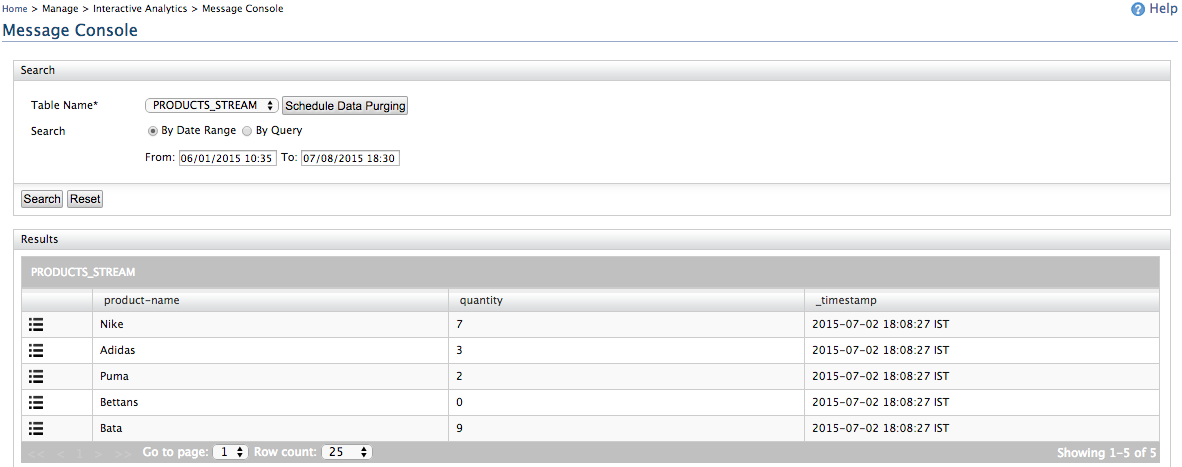 Home > Manage > Interactive Analytics > Message Console
Help
Message Console
Search
Table Name* PRODUCTS_STREAM Schedule Data Purging
Search By Date Range By Query
From: 06/01/2015 10:35 To: 07/08/2015 18:30
Search Reset
Results
PRODUCTS_STREAM
product-name quantity _timestamp
Nike 7 2015-07-02 18:08:27 IST
Adidas 3 2015-07-02 18:08:27 IST
Puma 2 2015-07-02 18:08:27 IST
Bettans 0 2015-07-02 18:08:27 IST
Bata 9 2015-07-02 18:08:27 IST
<< < 1 > >> Go to page: 1 Row count: 25 Showing 1-5 of 5